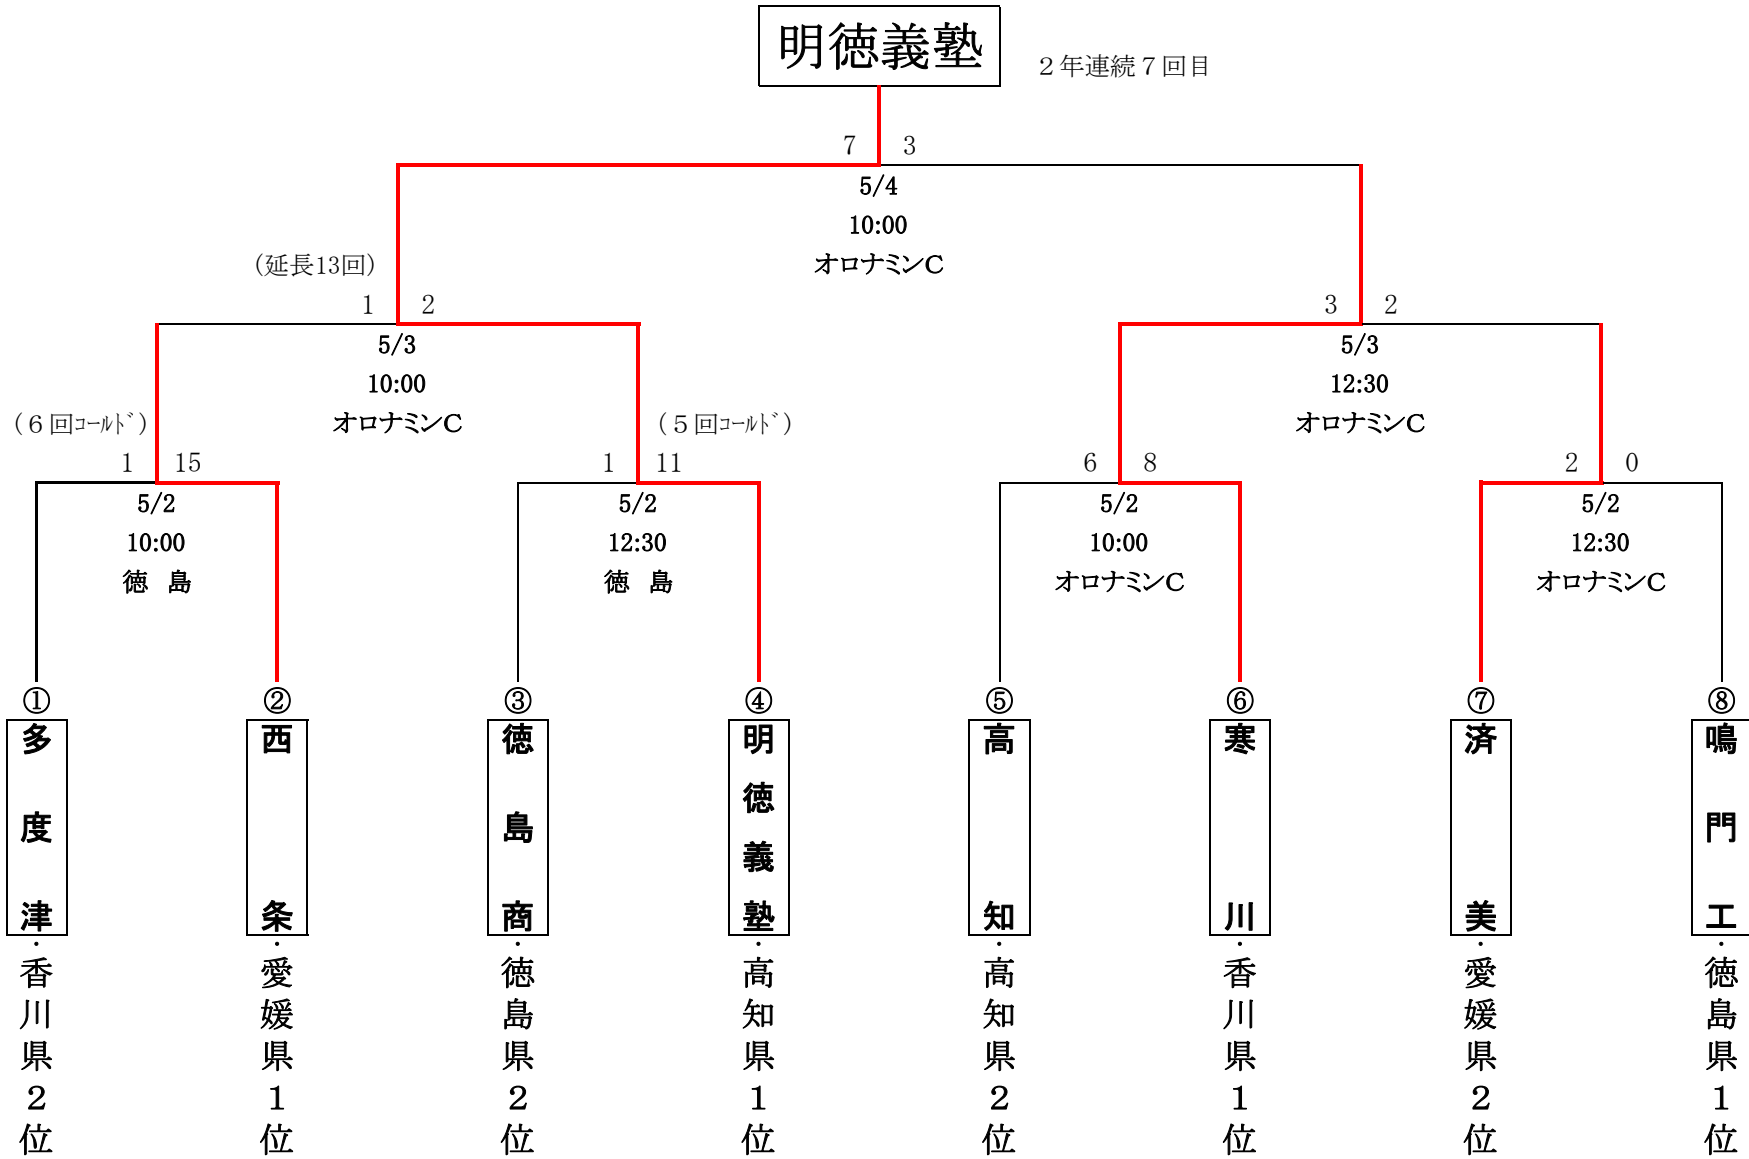 明徳義塾
２年連続７回目
7 3
5/4
10:00
オロナミンC
(延長13回)
1 2
5/3
10:00
オロナミンC
3 2
5/3
12:30
オロナミンC
(６回ｺｰﾙﾄﾞ)
1 15
5/2
10:00
徳 島
(５回ｺｰﾙﾄﾞ)
1 11
5/2
12:30
徳 島
6 8
5/2
10:00
オロナミンC
2 0
5/2
12:30
オロナミンC
①
多度津・香川県２位
②
西条・愛媛県１位
③
徳島商・徳島県２位
④
明徳義塾・高知県１位
⑤
高知・高知県２位
⑥
寒川・香川県１位
⑦
済美・愛媛県２位
⑧
鳴門工・徳島県１位